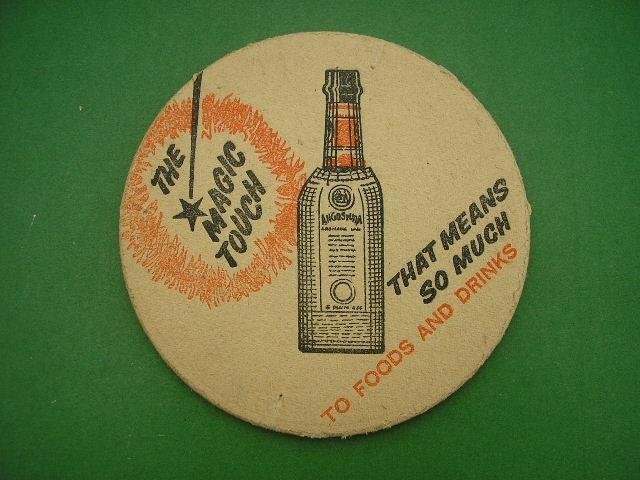 THE
MAGIC
TOUCH
ANGOSTURA
THAT MEANS
SO MUCH
TO FOODS AND DRINKS